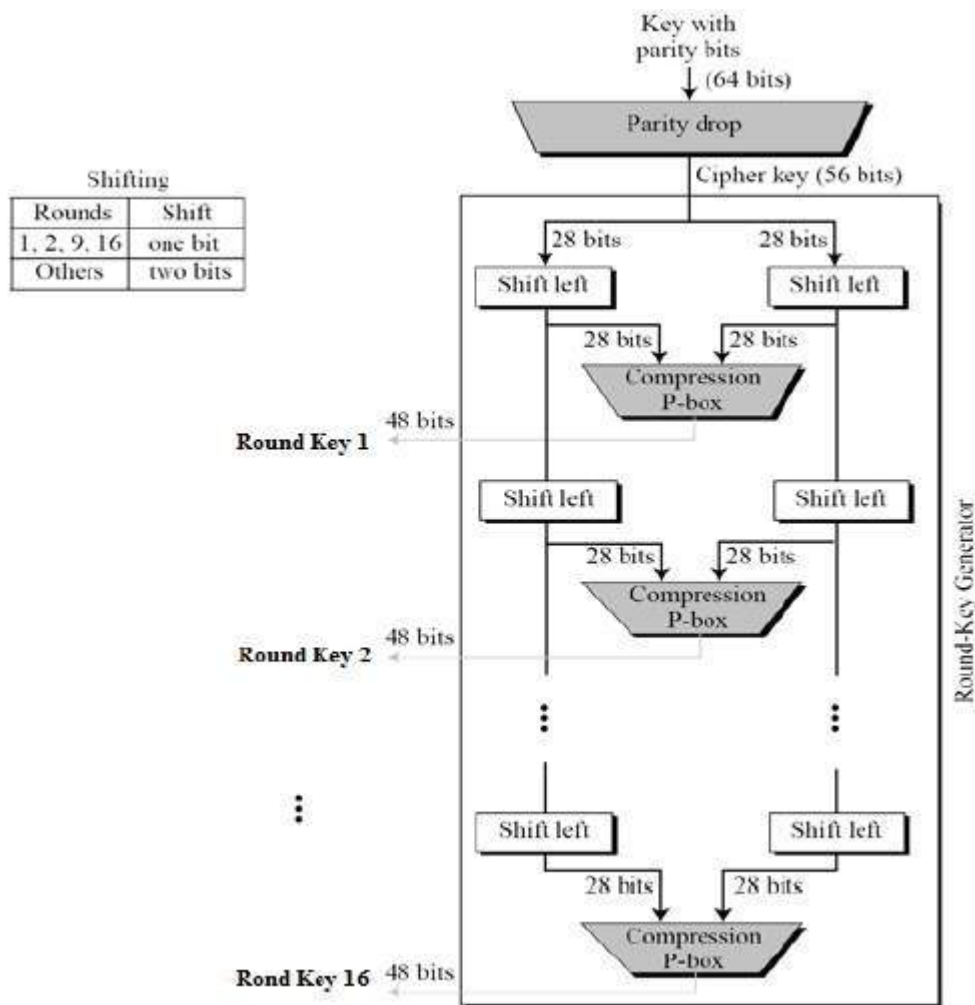 Key with
parity bits
(64 bits)
Parity drop
Cipher key (56 bits)
Shifting
Rounds Shift
1, 2, 9, 16 one bit
Others two bits
28 bits 28 bits
Shift left Shift left
28 bits 28 bits
Compression
P-box
48 bits
Round Key 1
Shift left Shift left
28 bits 28 bits
Compression
P-box
48 bits
Round Key 2
Round-Key Generator
Shift left Shift left
28 bits 28 bits
Compression
P-box
48 bits
Rond Key 16